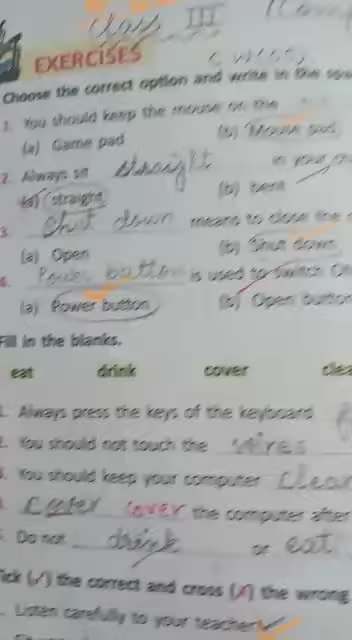 Class III
EXERCISES
Choose the correct option and write in the
1. You should keep the mouse on the
(a) Game pad (b) Mouse pad
2. Always sit straight in your
(a) straight (b) bent
3. Shut down means to close the
(a) Open (b) Shut down
4. Power button is used to switch
(a) Power button (b) Open button
Fill in the blanks.
eat drink cover
1. Always press the keys of the keyboard
2. You should not touch the wires
3. You should keep your computer clean
cover the computer after
5. Do not drink or eat
Tick (✓) the correct and cross (✗) the wrong
Listen carefully to your teacher ✓